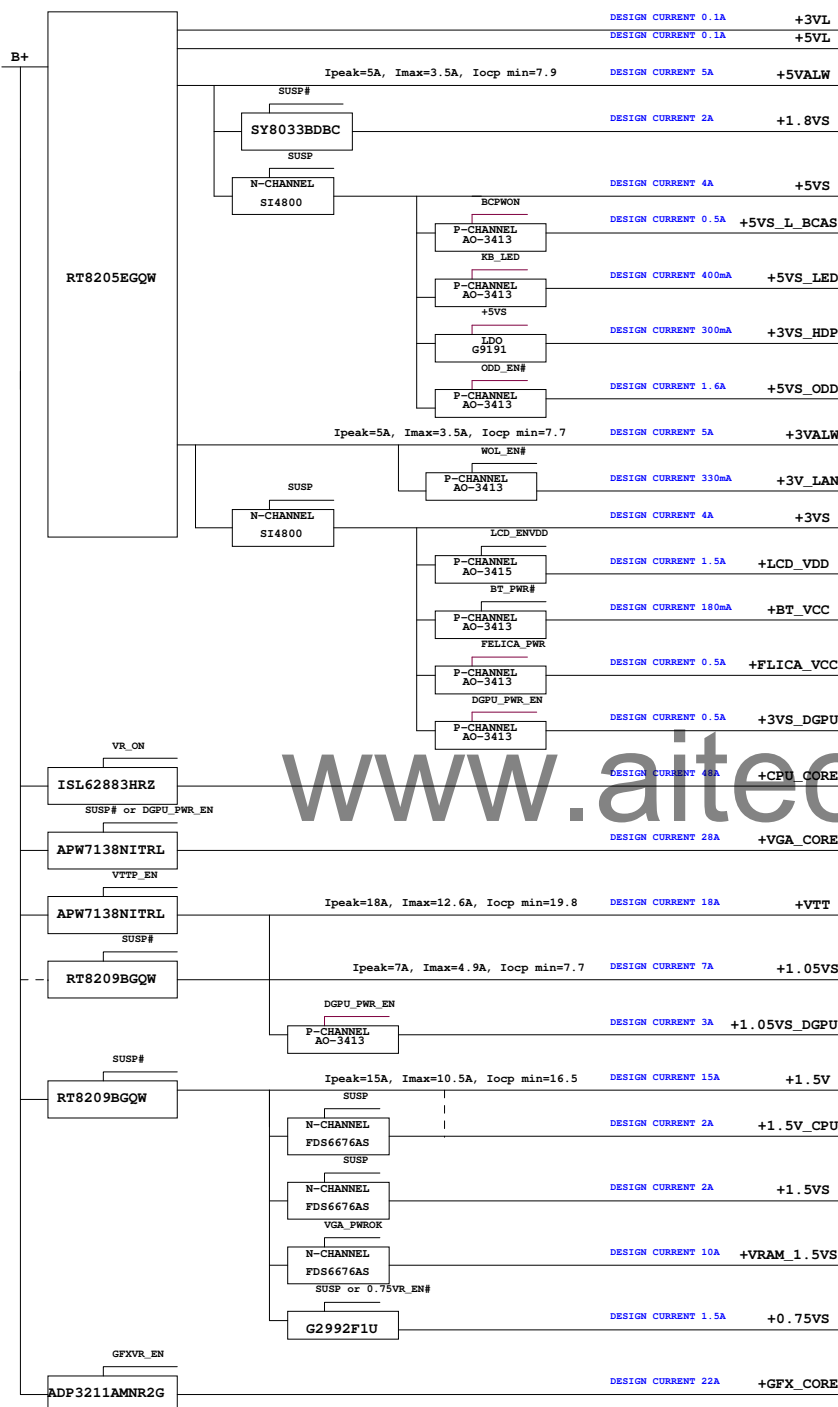 DESIGN CURRENT 0.1A +3VL
DESIGN CURRENT 0.1A +5VL
B+
Ipeak=5A, Imax=3.5A, Iocp min=7.9 DESIGN CURRENT 5A +5VALW
SUSP#
SY8033BDBC DESIGN CURRENT 2A +1.8VS
SUSP
N-CHANNEL
SI4800
DESIGN CURRENT 4A +5VS
BCPWON
P-CHANNEL
AO-3413
DESIGN CURRENT 0.5A +5VS_L_BCAS
KB_LED
P-CHANNEL
AO-3413
DESIGN CURRENT 400mA +5VS_LED
RT8205EGQW
+5VS
LDO
G9191
DESIGN CURRENT 300mA +3VS_HDP
ODD_EN#
P-CHANNEL
AO-3413
DESIGN CURRENT 1.6A +5VS_ODD
Ipeak=5A, Imax=3.5A, Iocp min=7.7 DESIGN CURRENT 5A +3VALW
WOL_EN#
P-CHANNEL
AO-3413
DESIGN CURRENT 330mA +3V_LAN
SUSP
N-CHANNEL
SI4800
DESIGN CURRENT 4A +3VS
LCD_ENVDD
P-CHANNEL
AO-3415
DESIGN CURRENT 1.5A +LCD_VDD
BT_PWR#
P-CHANNEL
AO-3413
DESIGN CURRENT 180mA +BT_VCC
FELICA_PWR
P-CHANNEL
AO-3413
DESIGN CURRENT 0.5A +FLICA_VCC
DGPU_PWR_EN
P-CHANNEL
AO-3413
DESIGN CURRENT 0.5A +3VS_DGPU
VR_ON
ISL62883HRZ DESIGN CURRENT 48A +CPU_CORE
www.aitec
SUSP# or DGPU_PWR_EN
APW7138NITRL DESIGN CURRENT 28A +VGA_CORE
VTTP_EN
APW7138NITRL Ipeak=18A, Imax=12.6A, Iocp min=19.8 DESIGN CURRENT 18A +VTT
SUSP#
RT8209BGQW Ipeak=7A, Imax=4.9A, Iocp min=7.7 DESIGN CURRENT 7A +1.05VS
DGPU_PWR_EN
P-CHANNEL
AO-3413
DESIGN CURRENT 3A +1.05VS_DGPU
SUSP#
RT8209BGQW Ipeak=15A, Imax=10.5A, Iocp min=16.5 DESIGN CURRENT 15A +1.5V
SUSP
N-CHANNEL
FDS6676AS
DESIGN CURRENT 2A +1.5V_CPU
SUSP
N-CHANNEL
FDS6676AS
DESIGN CURRENT 2A +1.5VS
VGA_PWROK
N-CHANNEL
FDS6676AS
DESIGN CURRENT 10A +VRAM_1.5VS
SUSP or 0.75VR_EN#
G2992F1U DESIGN CURRENT 1.5A +0.75VS
GFXVR_EN
ADP3211AMNR2G DESIGN CURRENT 22A +GFX_CORE